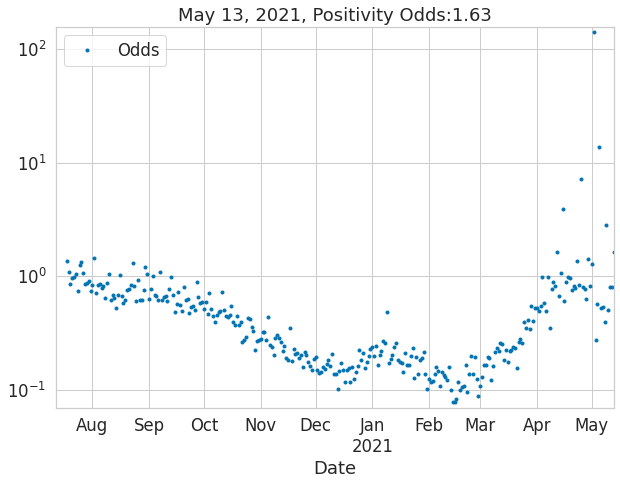 May 13, 2021, Positivity Odds:1.63
Odds
10²
10¹
10⁰
10⁻¹
Aug Sep Oct Nov Dec Jan Feb Mar Apr May
2021
Date